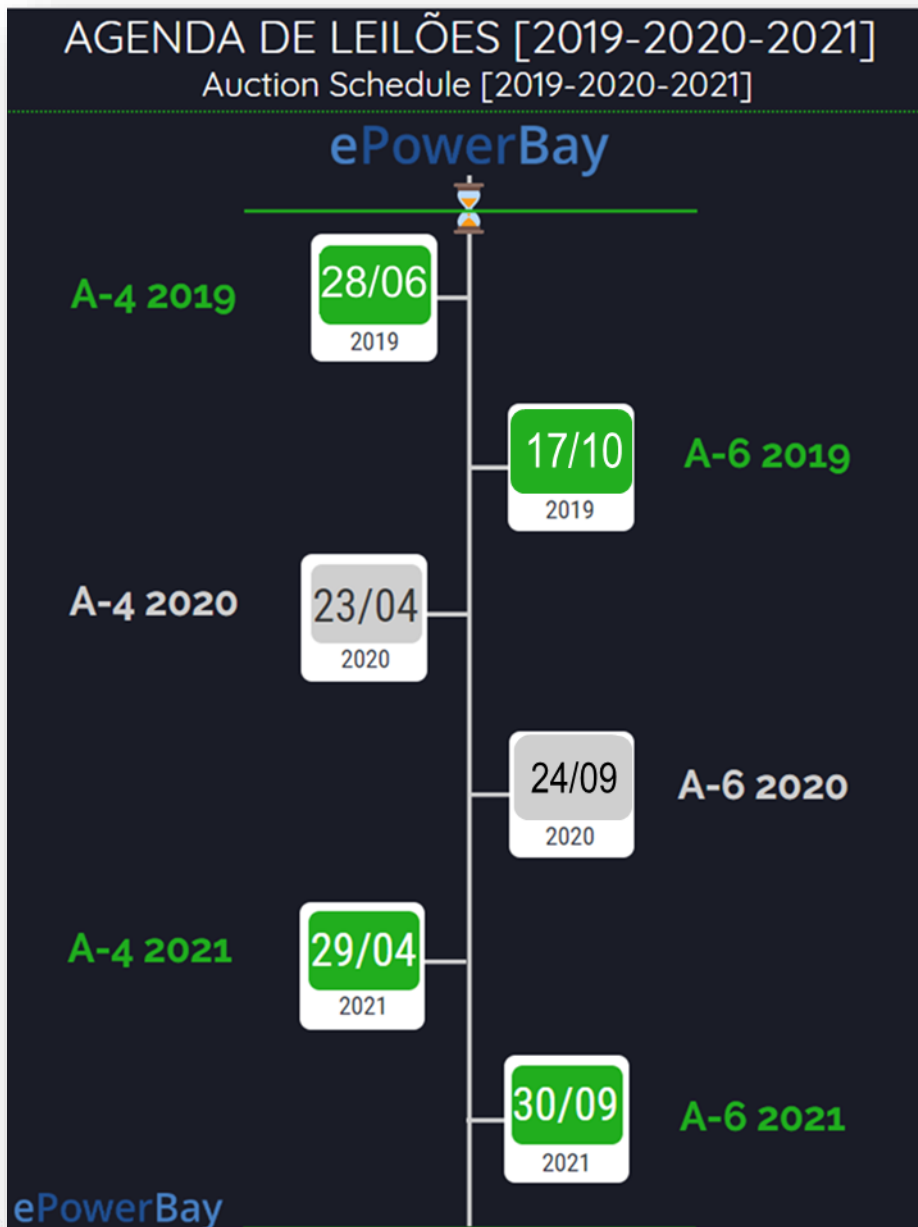 AGENDA DE LEILÕES [2019-2020-2021]
Auction Schedule [2019-2020-2021]
ePowerBay
A-4 2019
28/06
2019
17/10
2019
A-6 2019
A-4 2020
23/04
2020
24/09
2020
A-6 2020
A-4 2021
29/04
2021
30/09
2021
A-6 2021
ePowerBay